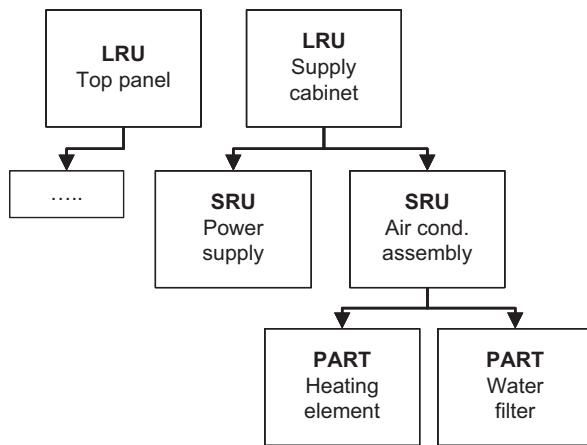 LRU
Top panel
LRU
Supply
cabinet
…..
SRU
Power
supply
SRU
Air cond.
assembly
PART
Heating
element
PART
Water
filter